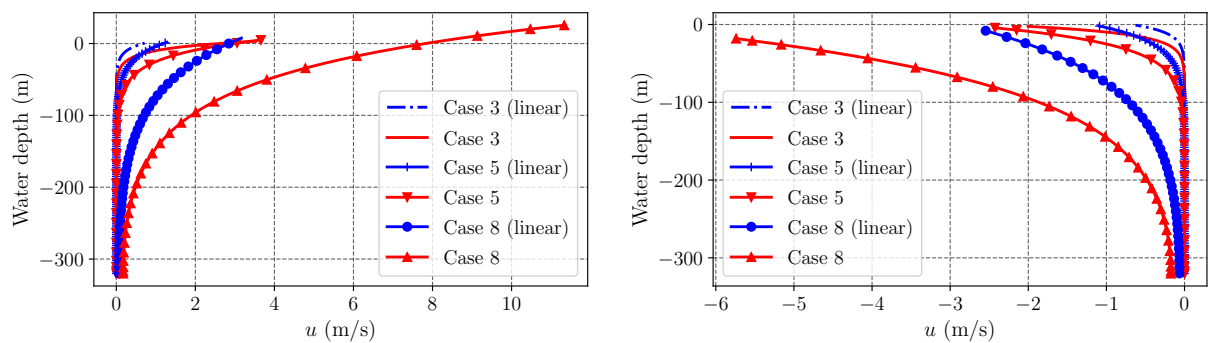 0
−100
−200
−300
Water depth (m)
0
2
4
6
8
10
u (m/s)
Case 3 (linear)
Case 3
Case 5 (linear)
Case 5
Case 8 (linear)
Case 8
0
−100
−200
−300
Water depth (m)
−6
−5
−4
−3
−2
−1
0
u (m/s)
Case 3 (linear)
Case 3
Case 5 (linear)
Case 5
Case 8 (linear)
Case 8